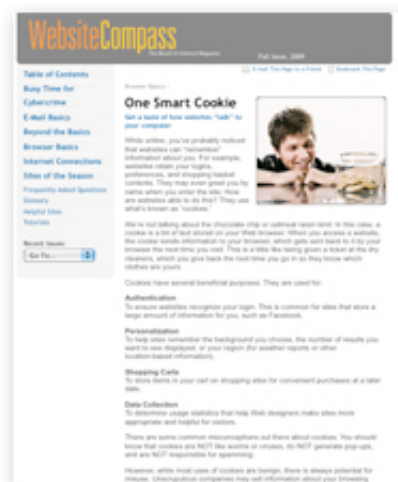 WebsiteCompass
The World of Internet Magazine
Fall Issue, 2009
E-mail This Page to a Friend
Bookmark This Page
Table of Contents
Busy Time for
Cybercrime
E-Mail Basics
Beyond the Basics
Browser Basics
Internet Connections
Sites of the Season
Frequently Asked Questions
Glossary
Helpful Sites
Tutorials
Recent Issues:
Go To...
Browser Basics :
One Smart Cookie
Get a taste of how websites "talk" to
your computer
While online, you've probably noticed
that websites can "remember"
information about you. For example,
websites retain your logins,
preferences, and shopping basket
contents. They may even greet you by
name when you enter the site. How
are websites able to do this? They use
what's known as "cookies."
We're not talking about the chocolate chip or oatmeal raisin kind. In this case, a
cookie is a bit of text stored on your Web browser. When you access a website,
the cookie sends information to your browser, which gets sent back to it by your
browser the next time you visit. This is a little like being given a ticket at the dry
cleaners, which you give back the next time you go in so they know which
clothes are yours.
Cookies have several beneficial purposes. They are used for:
Authentication
To ensure websites recognize your login. This is common for sites that store a
large amount of information for you, such as Facebook.
Personalization
To help sites remember the background you choose, the number of results you
want to see displayed, or your region (for weather reports or other
location-based information).
Shopping Carts
To store items in your cart on shopping sites for convenient purchases at a later
date.
Data Collection
To determine usage statistics that help Web designers make sites more
appropriate and helpful for visitors.
There are some common misconceptions out there about cookies. You should
know that cookies are NOT like worms or viruses, do NOT generate pop-ups,
and are NOT responsible for spamming.
However, while most uses of cookies are benign, there is always potential for
misuse. Unscrupulous companies may sell information about your browsing